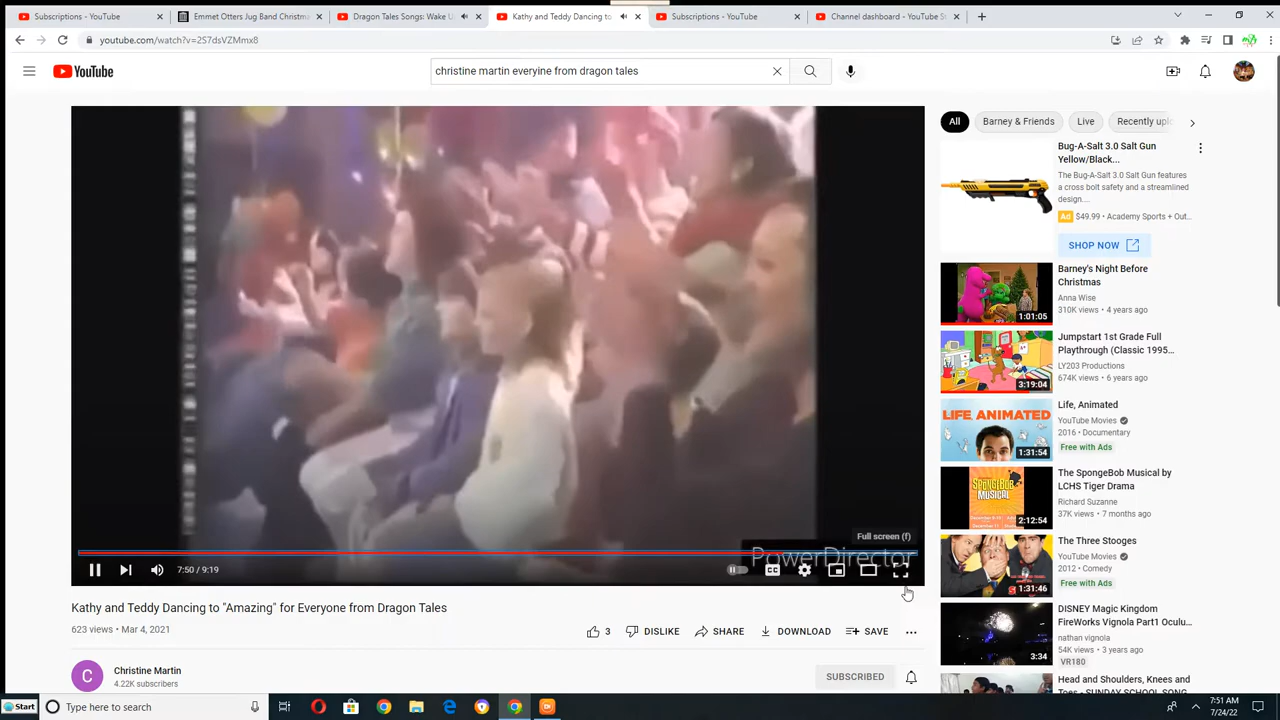 Subscriptions - YouTube
Emmet Otters Jug Band Christm
Dragon Tales Songs: Wake U
Kathy and Teddy Dancing to
Subscriptions - YouTube
Channel dashboard - YouTube St
youtube.com/watch?v=2S7dsVZMmx8
YouTube
christine martin everyine from dragon tales
All
Barney & Friends
Live
Recently uplo
Bug-A-Salt 3.0 Salt Gun
Yellow/Black...
The Bug-A-Salt 3.0 Salt Gun features
a cross bolt safety and a streamlined
design....
Ad $49.99 • Academy Sports + Out...
SHOP NOW
Barney's Night Before
Christmas
Anna Wise
310K views • 4 years ago
1:01:05
Jumpstart 1st Grade Full
Playthrough (Classic 1995...
LY203 Productions
674K views • 6 years ago
3:19:04
LIFE, ANIMATED
Life, Animated
YouTube Movies
2016 • Documentary
Free with Ads
1:31:54
SPONGEBOB
MUSICAL
The SpongeBob Musical by
LCHS Tiger Drama
Richard Suzanne
37K views • 7 months ago
2:12:54
The Three Stooges
YouTube Movies
2012 • Comedy
Free with Ads
1:31:46
DISNEY Magic Kingdom
FireWorks Vignola Part1 Oculu...
nathan vignola
54K views • 3 years ago
VR180
3:34
Head and Shoulders, Knees and
Toes - SUNDAY SCHOOL SONG
Full screen (f)
PowerDirector
7:50 / 9:19
CC
Kathy and Teddy Dancing to "Amazing" for Everyone from Dragon Tales
623 views • Mar 4, 2021
3
DISLIKE
SHARE
DOWNLOAD
SAVE
C
Christine Martin
4.22K subscribers
SUBSCRIBED
Start
Type here to search
7:51 AM
7/24/22